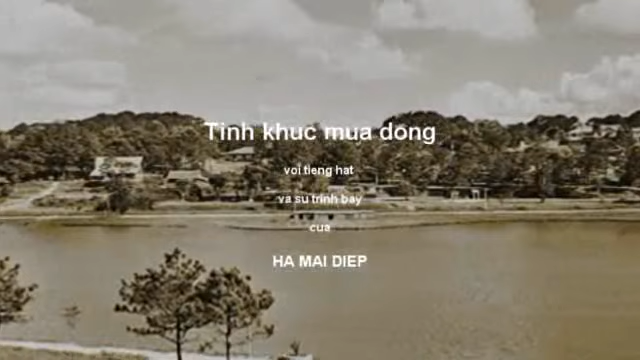 Tinh khuc mua dong
voi tieng hat
va su trinh bay
cua
HA MAI DIEP